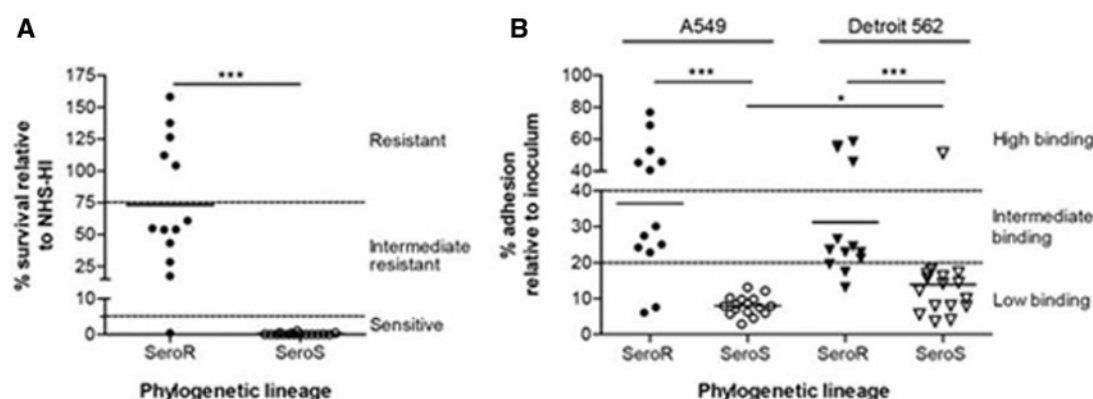 A
% survival relative
to NHS-HI
175
150
125
100
75
50
25
10
0
***
Resistant
Intermediate
resistant
Sensitive
SeroR SeroS
Phylogenetic lineage
B
A549 Detroit 562
% adhesion
relative to inoculum
100
80
60
40
40
30
20
10
0
*** ***
*
High binding
Intermediate
binding
Low binding
SeroR SeroS SeroR SeroS
Phylogenetic lineage